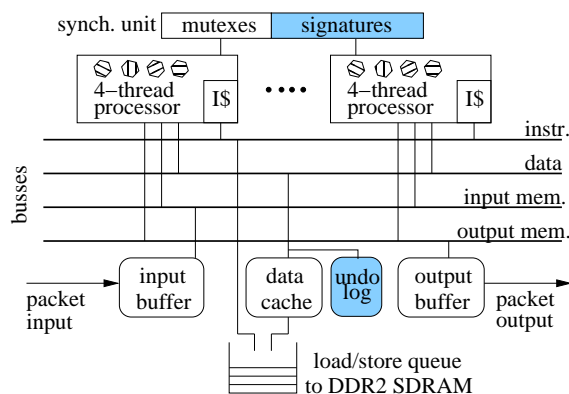 synch. unit
mutexes
signatures
4-thread
processor
I$
4-thread
processor
I$
instr.
data
input mem.
output mem.
busses
input
buffer
data
cache
undo
log
output
buffer
packet
input
packet
output
load/store queue
to DDR2 SDRAM